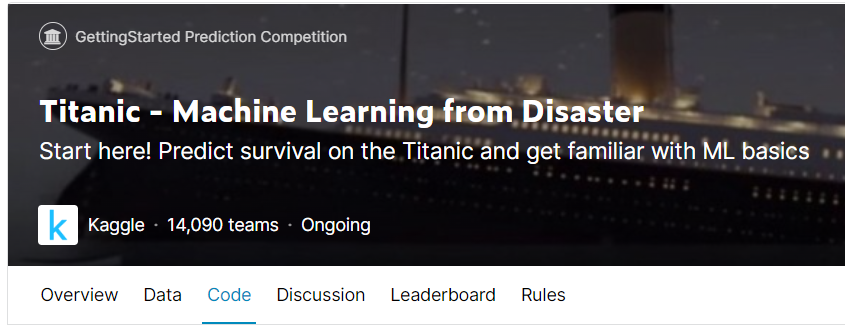 GettingStarted Prediction Competition
Titanic - Machine Learning from Disaster
Start here! Predict survival on the Titanic and get familiar with ML basics
k
Kaggle · 14,090 teams · Ongoing
Overview Data Code Discussion Leaderboard Rules